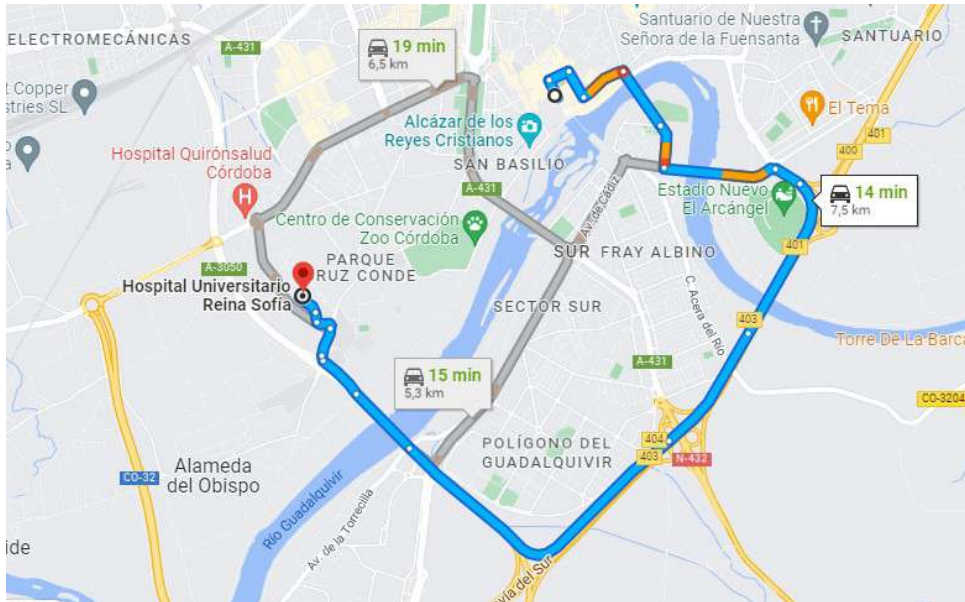 ELECTROMECÁNICAS
A-431
19 min
6,5 km
Santuario de Nuestra
Señora de la Fuensanta
SANTUARIO
t Copper
stries SL
El Tema
401
400
Alcázar de los
Reyes Cristianos
SAN BASILIO
Hospital Quirónsalud
Córdoba
H
A-431
Av. de Cádiz
Estadio Nuevo
El Arcángel
14 min
7,5 km
Centro de Conservación
Zoo Córdoba
401
SUR
FRAY ALBINO
PARQUE
RUZ CONDE
A-3050
Hospital Universitario
Reina Sofía
SECTOR SUR
C. Acera del Río
403
Torre De La Barca
A-431
15 min
5,3 km
CO-3204
404
403
N-432
POLÍGONO DEL
GUADALQUIVIR
Alameda
del Obispo
CO-32
Río Guadalquivir
Av. de la Torrecilla
ide
vía del Sur